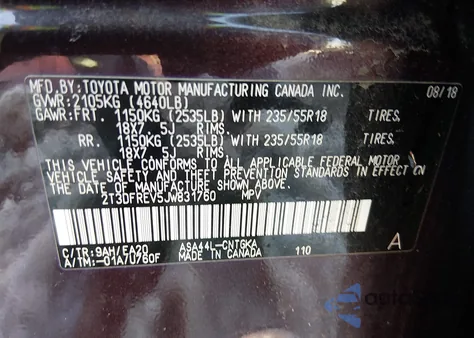 MFD.BY:TOYOTA MOTOR MANUFACTURING CANADA INC. 08/18
GVWR:2105KG (4640LB)
GAWR:FRT. 1150KG (2535LB) WITH 235/55R18 TIRES,
18X7. 5J RIMS.
RR. 1150KG (2535LB) WITH 235/55R18 TIRES,
18X7. 5J RIMS.
THIS VEHICLE CONFORMS TO ALL APPLICABLE FEDERAL MOTOR
VEHICLE SAFETY AND THEFT PREVENTION STANDARDS IN EFFECT ON
THE DATE OF MANUFACTURE SHOWN ABOVE.
2T3DFREV5JW831760 MPV
C/TR:9AH/EA20 ASA44L-CNTGKA A
A/TM:-01A/U760F MADE IN CANADA 110